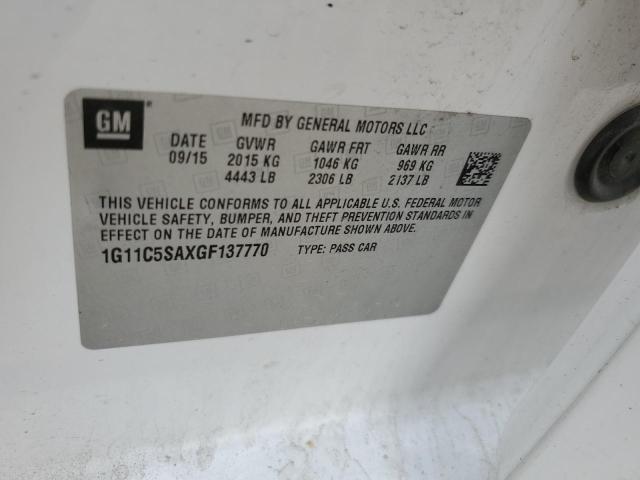 GM®
MFD BY GENERAL MOTORS LLC
DATE GVWR GAWR FRT GAWR RR
09/15 2015 KG 1046 KG 969 KG
4443 LB 2306 LB 2137 LB
THIS VEHICLE CONFORMS TO ALL APPLICABLE U.S. FEDERAL MOTOR
VEHICLE SAFETY, BUMPER, AND THEFT PREVENTION STANDARDS IN
EFFECT ON THE DATE OF MANUFACTURE SHOWN ABOVE.
1G11C5SAXGF137770 TYPE: PASS CAR